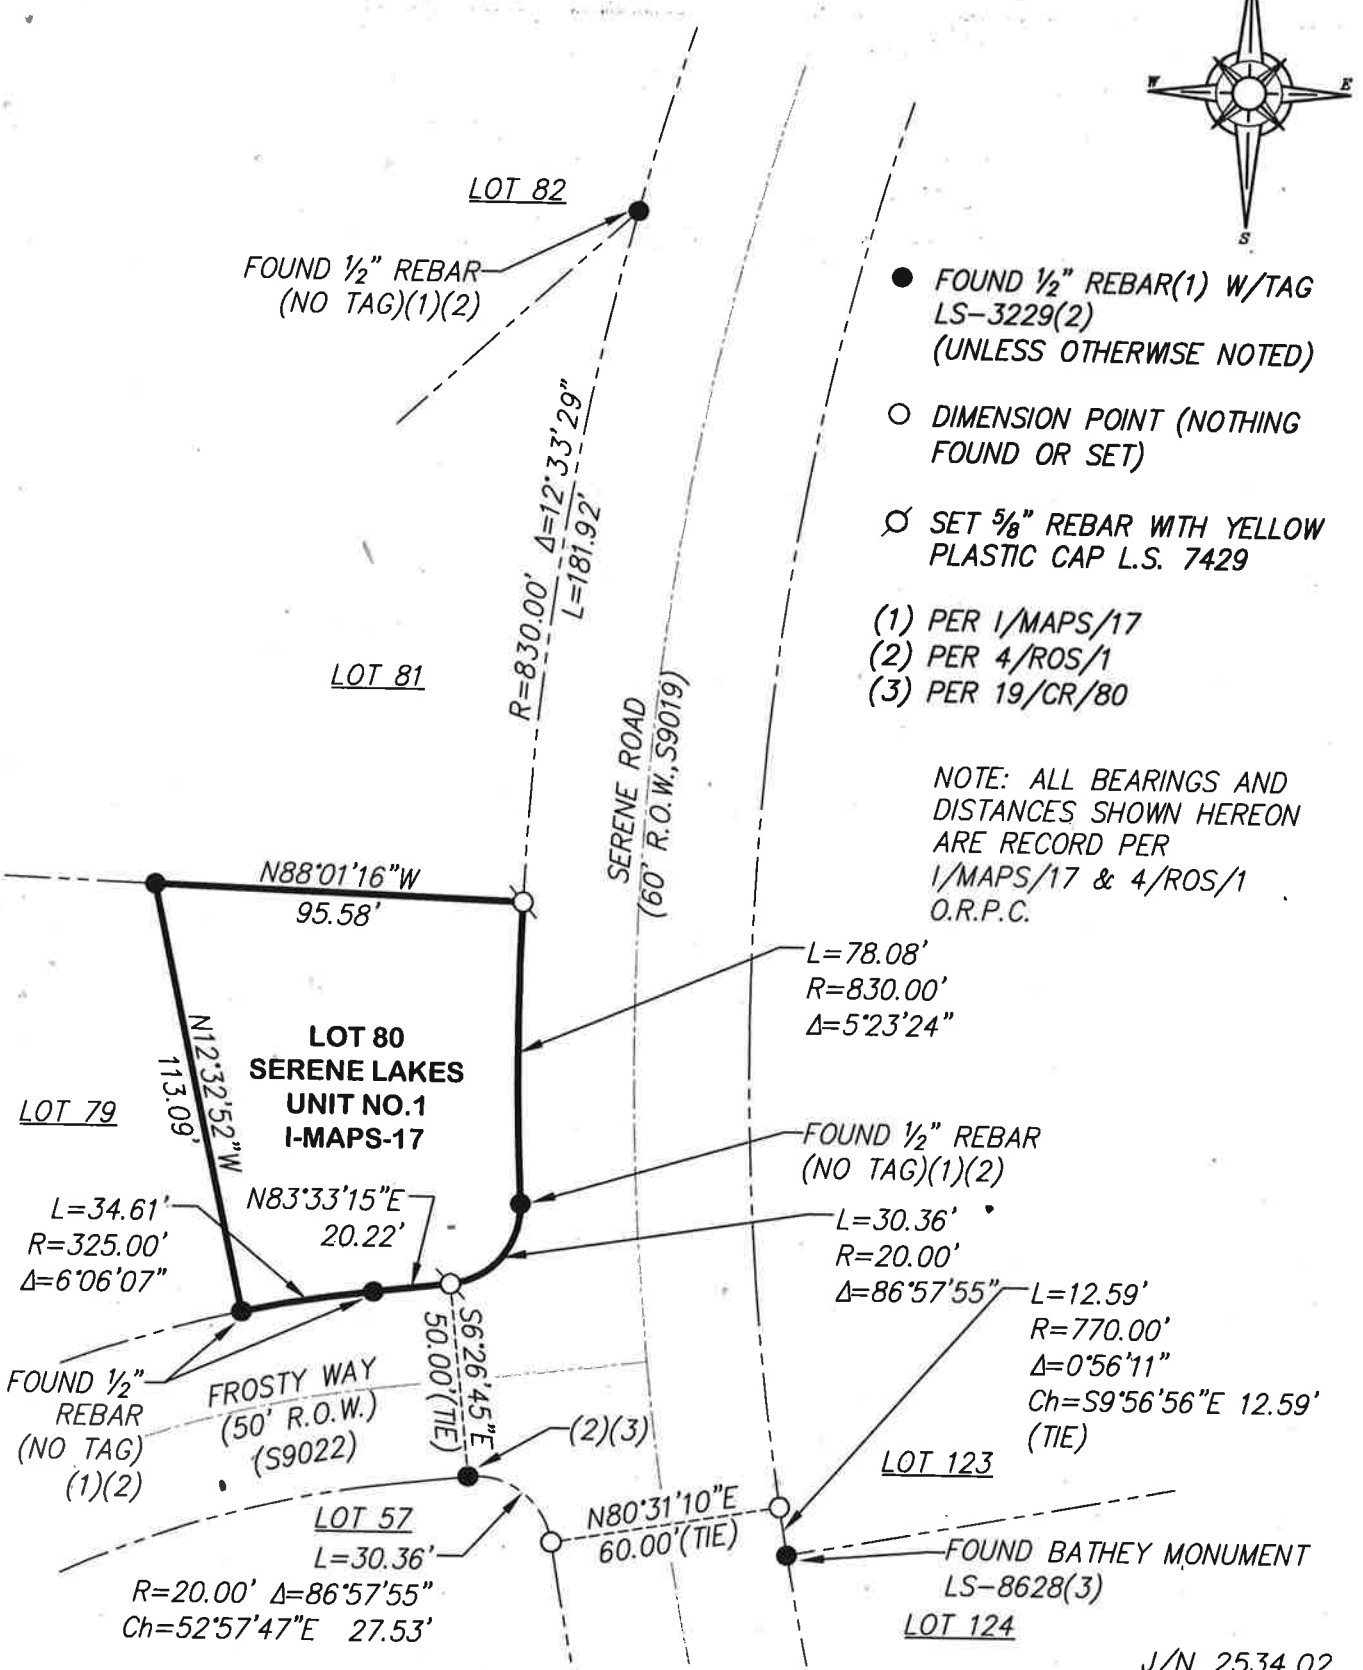 W
E
S
LOT 82
FOUND ½" REBAR
(NO TAG)(1)(2)
● FOUND ½" REBAR(1) W/TAG
LS-3229(2)
(UNLESS OTHERWISE NOTED)
DIMENSION POINT (NOTHING
FOUND OR SET)
SET ⅝" REBAR WITH YELLOW
PLASTIC CAP L.S. 7429
(1) PER I/MAPS/17
(2) PER 4/ROS/1
(3) PER 19/CR/80
R=830.00' Δ=12°33'29"
L=181.92'
LOT 81
SERENE ROAD
(60' R.O.W.,S9019)
NOTE: ALL BEARINGS AND
DISTANCES SHOWN HEREON
ARE RECORD PER
I/MAPS/17 & 4/ROS/1
O.R.P.C.
N88°01'16"W
95.58'
L=78.08'
R=830.00'
Δ=5°23'24"
LOT 80
SERENE LAKES
UNIT NO.1
I-MAPS-17
N12°32'52"W
113.09'
LOT 79
FOUND ½" REBAR
(NO TAG)(1)(2)
L=34.61'
R=325.00'
Δ=6°06'07"
N83°33'15"E
20.22'
L=30.36'
R=20.00'
Δ=86°57'55"
L=12.59'
R=770.00'
Δ=0°56'11"
Ch=S9°56'56"E 12.59'
(TIE)
FOUND ½"
REBAR
(NO TAG)
(1)(2)
FROSTY WAY
(50' R.O.W.)
(S9022)
S6°26'45"E
50.00'(TIE)
(2)(3)
LOT 123
LOT 57
L=30.36'
R=20.00' Δ=86°57'55"
Ch=52°57'47"E 27.53'
N80°31'10"E
60.00'(TIE)
FOUND BATHEY MONUMENT
LS-8628(3)
LOT 124
J/N 2534.02